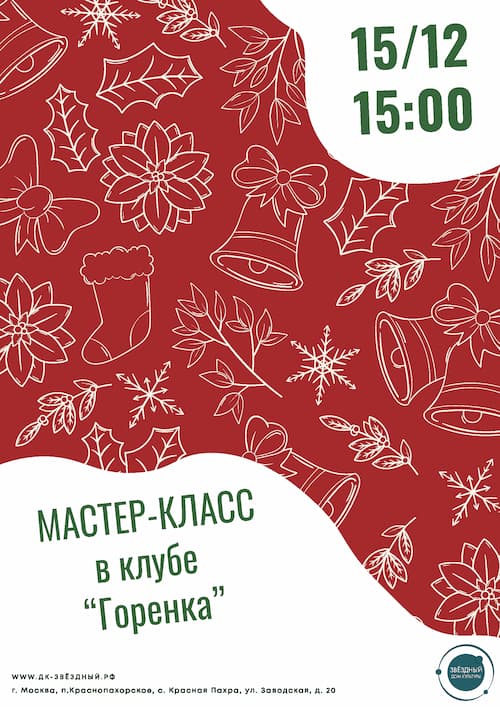 15/12
15:00
МАСТЕР-КЛАСС
в клубе
“Горенка”
WWW.ДК-ЗВЁЗДНЫЙ.РФ
г. Москва, п.Краснопахорское, с. Красная Пахра, ул. Заводская, д. 20
ЗВЁЗДНЫЙ
ДОМ КУЛЬТУРЫ